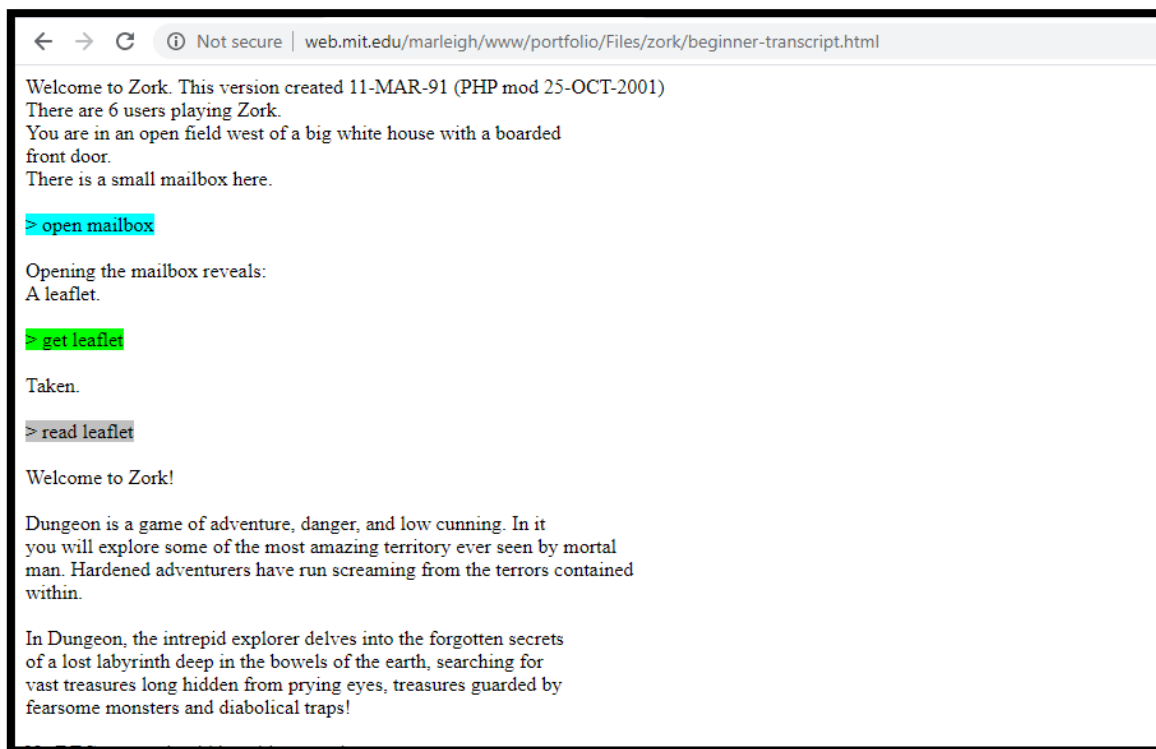 Not secure | web.mit.edu/marleigh/www/portfolio/Files/zork/beginner-transcript.html
Welcome to Zork. This version created 11-MAR-91 (PHP mod 25-OCT-2001)
There are 6 users playing Zork.
You are in an open field west of a big white house with a boarded
front door.
There is a small mailbox here.
> open mailbox
Opening the mailbox reveals:
A leaflet.
> get leaflet
Taken.
> read leaflet
Welcome to Zork!
Dungeon is a game of adventure, danger, and low cunning. In it
you will explore some of the most amazing territory ever seen by mortal
man. Hardened adventurers have run screaming from the terrors contained
within.
In Dungeon, the intrepid explorer delves into the forgotten secrets
of a lost labyrinth deep in the bowels of the earth, searching for
vast treasures long hidden from prying eyes, treasures guarded by
fearsome monsters and diabolical traps!